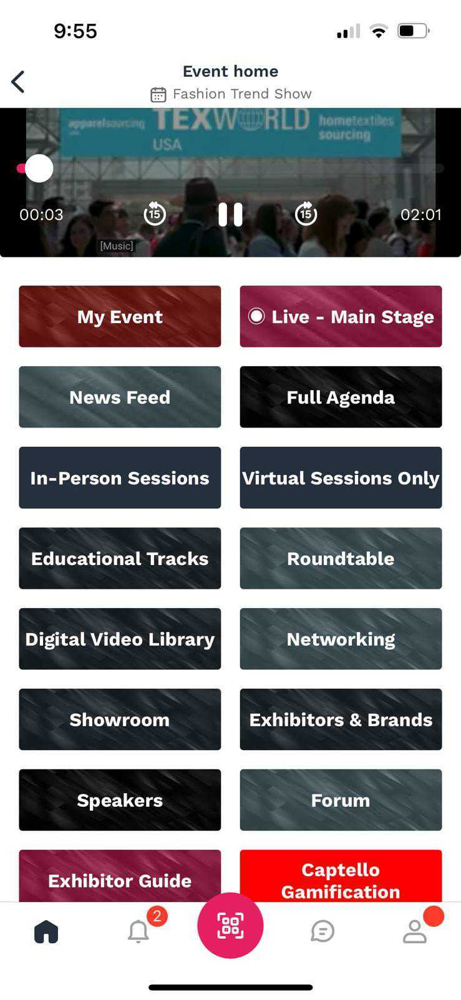 9:55
Event home
Fashion Trend Show
apparelsourcing
TEXWORLD
USA
hometextiles
sourcing
00:03
15
15
02:01
[Music]
My Event
Live - Main Stage
News Feed
Full Agenda
In-Person Sessions
Virtual Sessions Only
Educational Tracks
Roundtable
Digital Video Library
Networking
Showroom
Exhibitors & Brands
Speakers
Forum
Exhibitor Guide
Captello
Gamification
2